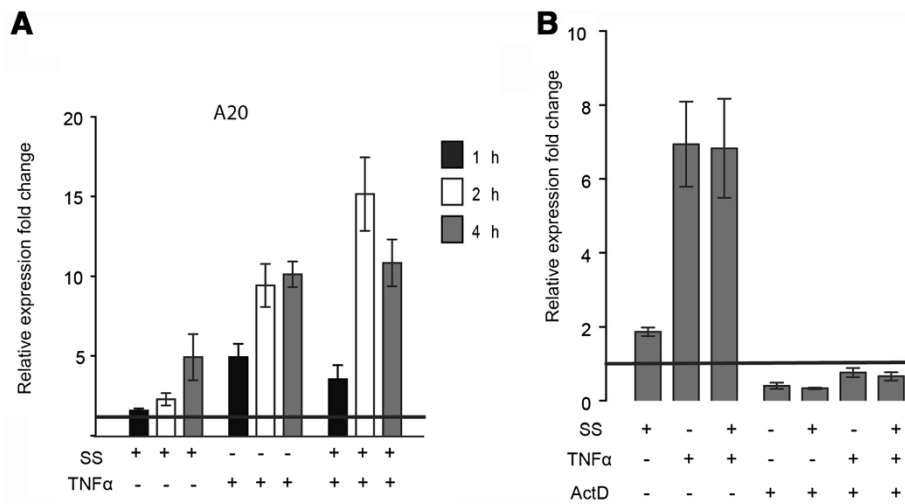 A
B
A20
Relative expression fold change
20
15
10
5
1 h
2 h
4 h
SS + + + - - - + + +
TNFα - - - + + + + + +
Relative expression fold change
10
8
6
4
2
0
SS + - + - + - +
TNFα - + + - - + +
ActD - - - + + + +